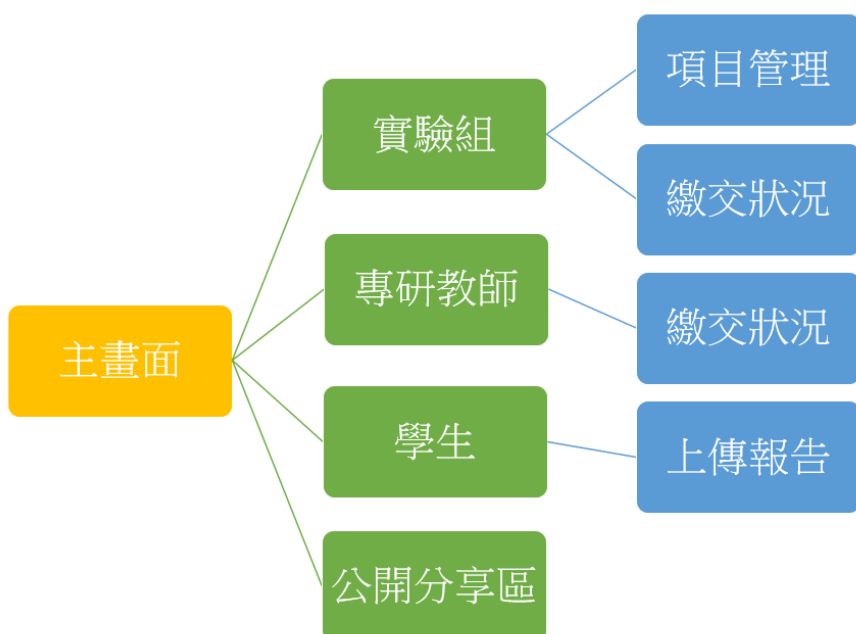 主畫面
實驗組
項目管理
繳交狀況
專研教師
繳交狀況
學生
上傳報告
公開分享區